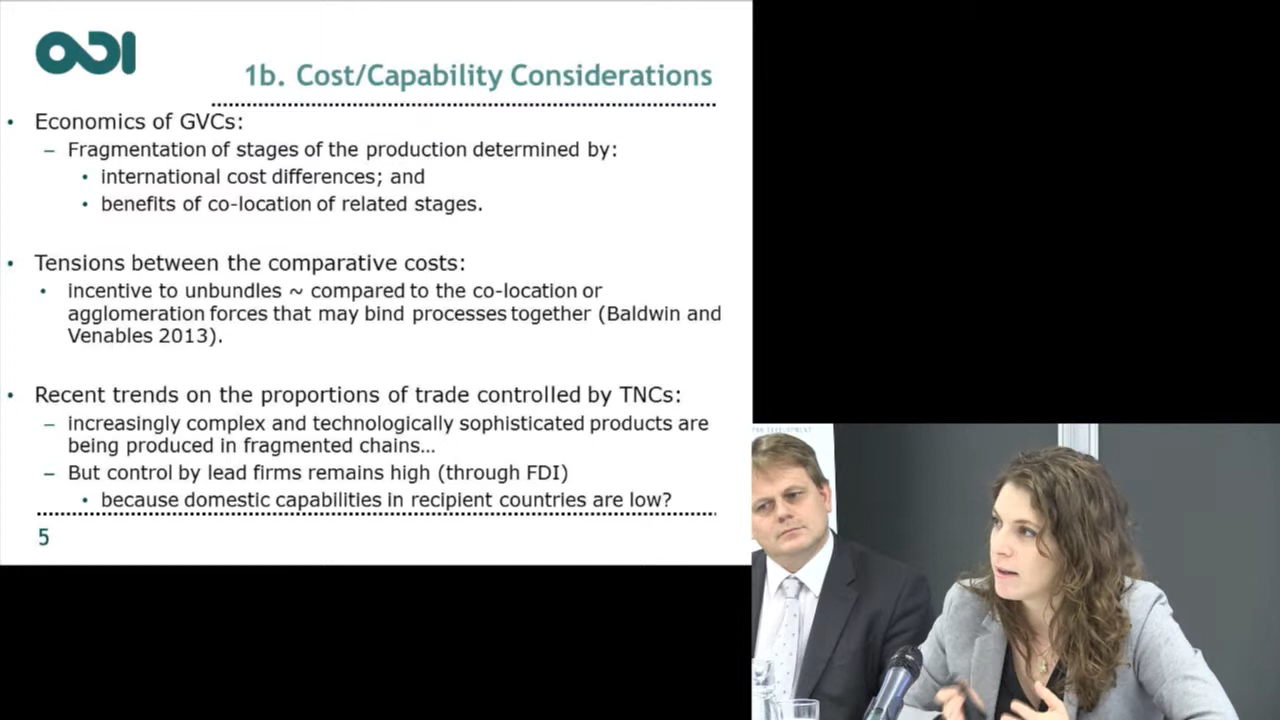 ODI
1b. Cost/Capability Considerations
• Economics of GVCs:
– Fragmentation of stages of the production determined by:
• international cost differences; and
• benefits of co-location of related stages.
• Tensions between the comparative costs:
• incentive to unbundles ~ compared to the co-location or
agglomeration forces that may bind processes together (Baldwin and
Venables 2013).
• Recent trends on the proportions of trade controlled by TNCs:
– increasingly complex and technologically sophisticated products are
being produced in fragmented chains…
– But control by lead firms remains high (through FDI)
• because domestic capabilities in recipient countries are low?
5